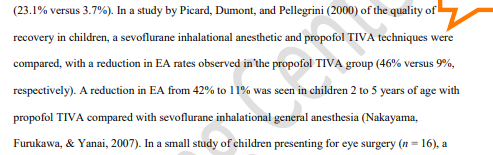 (23.1% versus 3.7%). In a study by Picard, Dumont, and Pellegrini (2000) of the quality of
recovery in children, a sevoflurane inhalational anesthetic and propofol TIVA techniques were
compared, with a reduction in EA rates observed in the propofol TIVA group (46% versus 9%,
respectively). A reduction in EA from 42% to 11% was seen in children 2 to 5 years of age with
propofol TIVA compared with sevoflurane inhalational general anesthesia (Nakayama,
Furukawa, & Yanai, 2007). In a small study of children presenting for eye surgery (n = 16), a